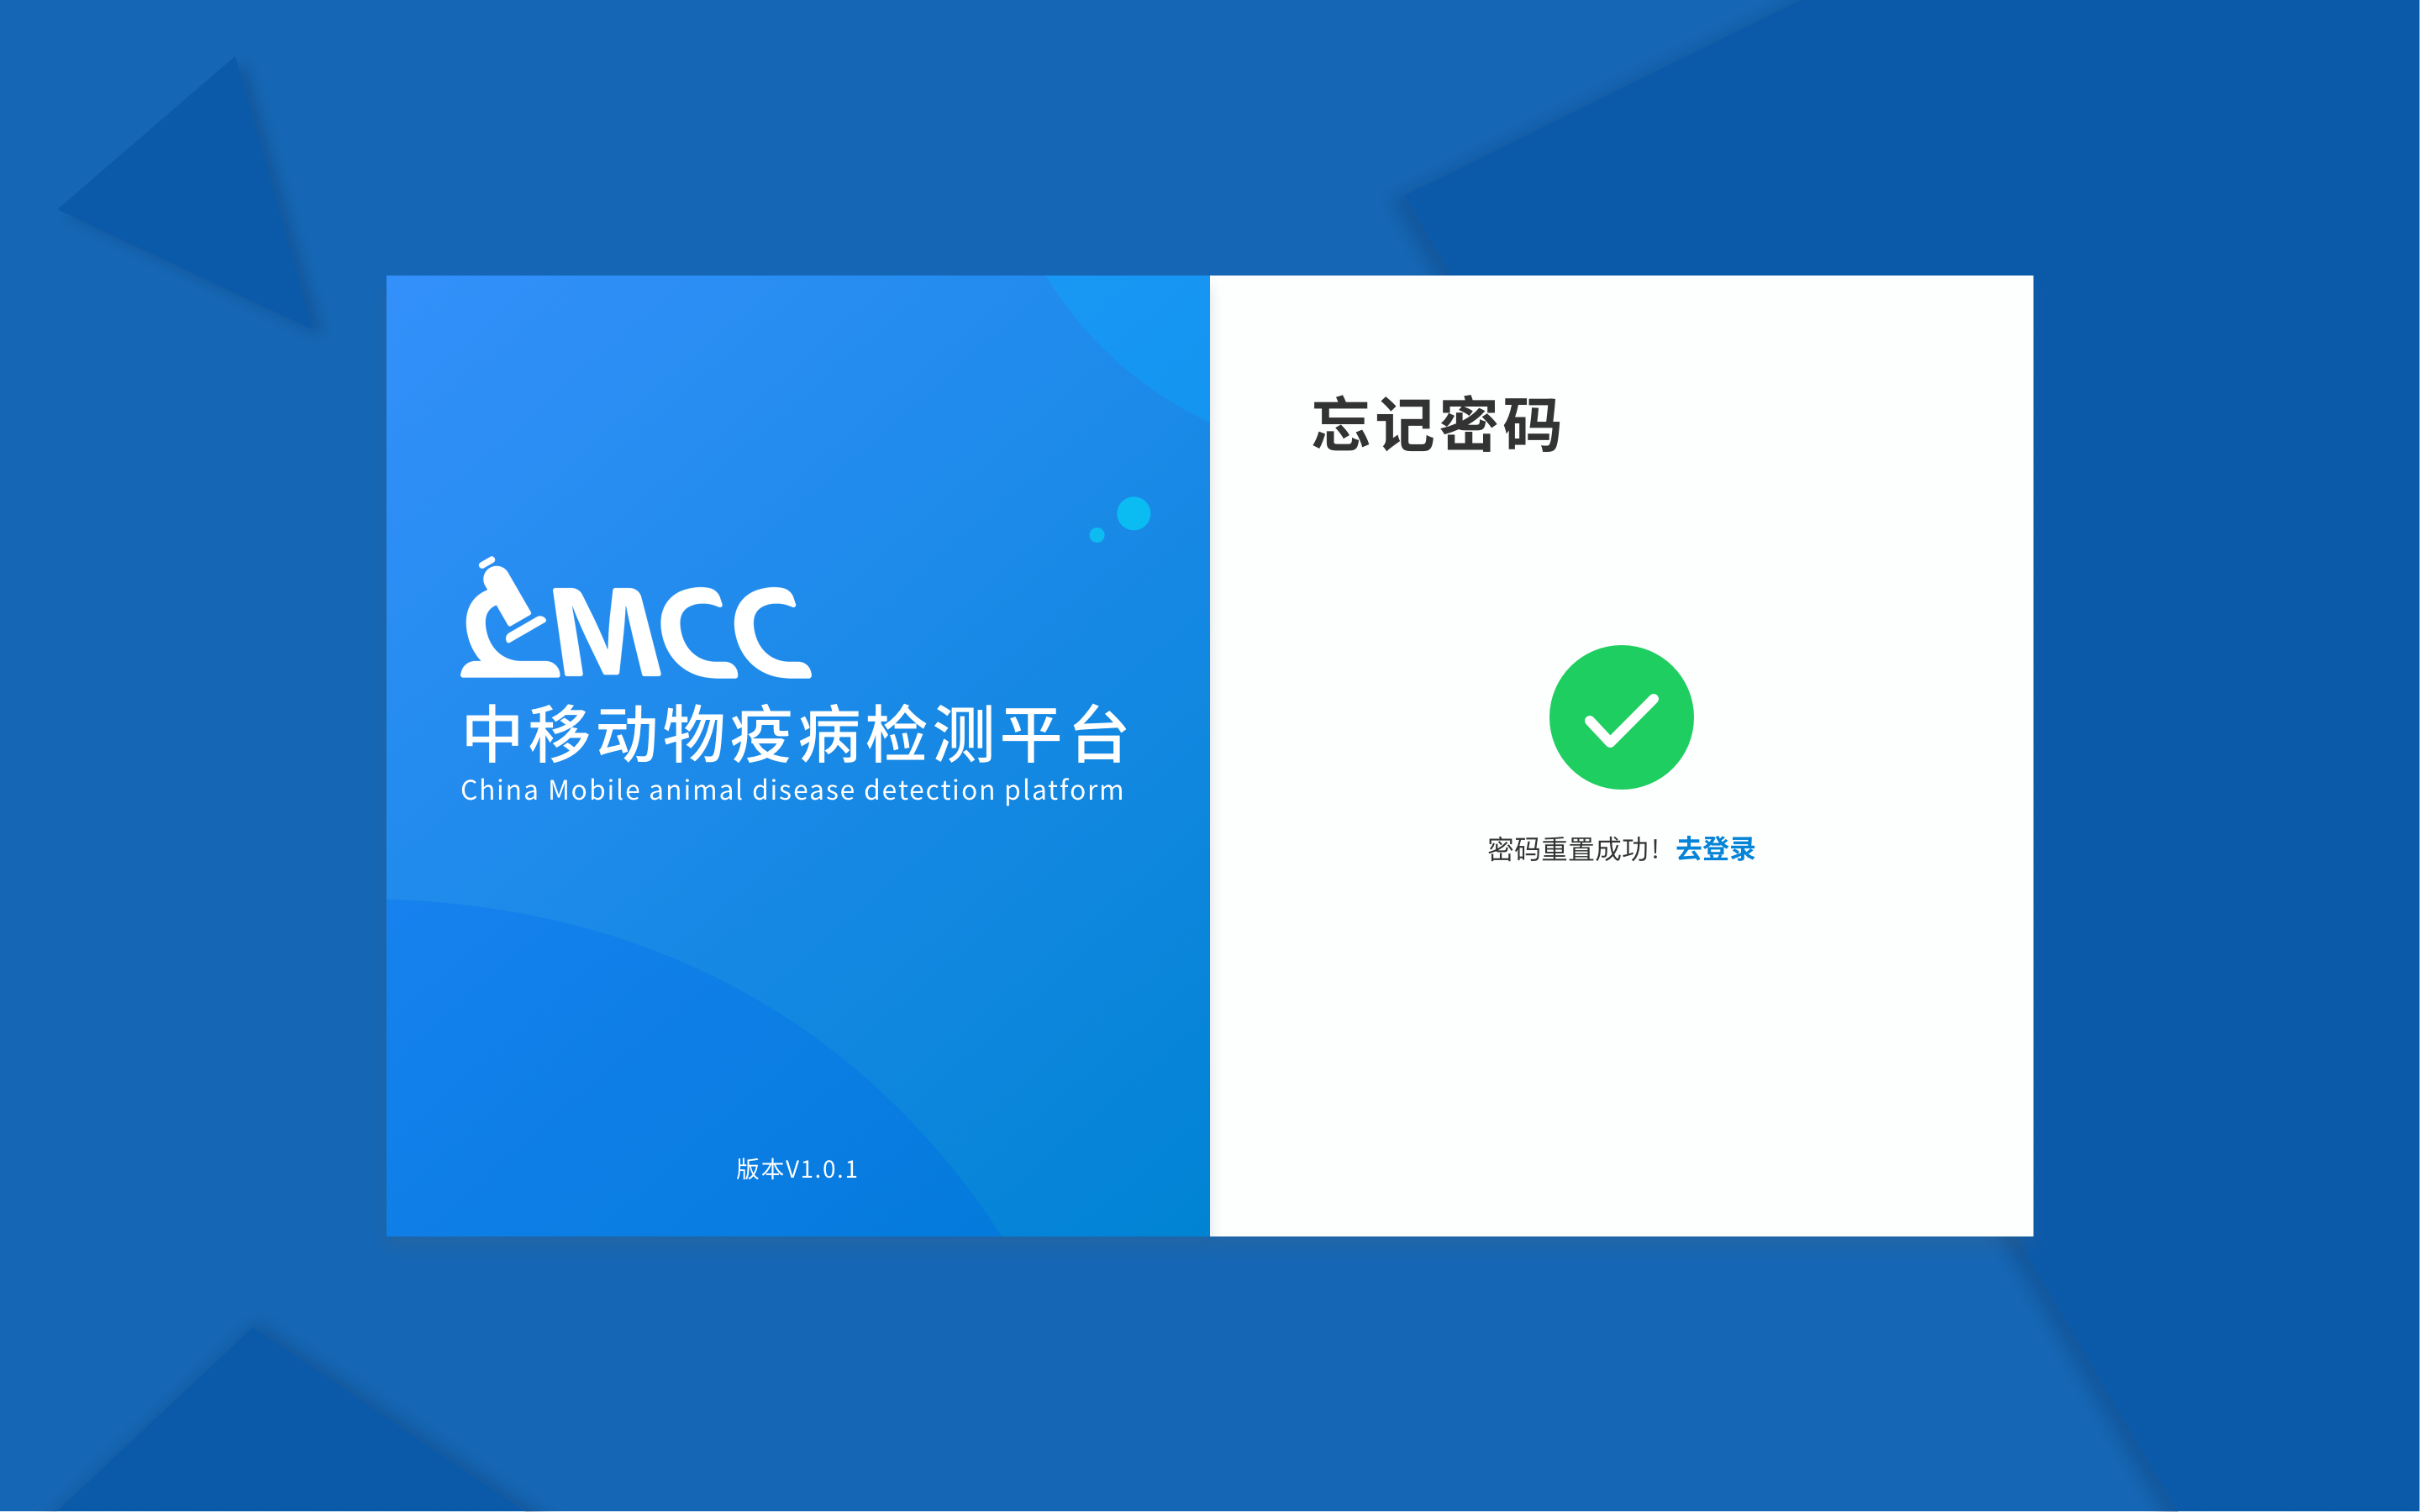 MCC
中移动物疫病检测平台
China Mobile animal disease detection platform
版本V1.0.1
忘记密码
密码重置成功！去登录